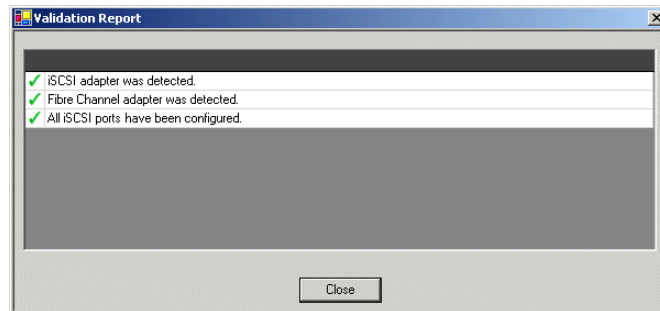 Validation Report
iSCSI adapter was detected.
Fibre Channel adapter was detected.
All iSCSI ports have been configured.
Close